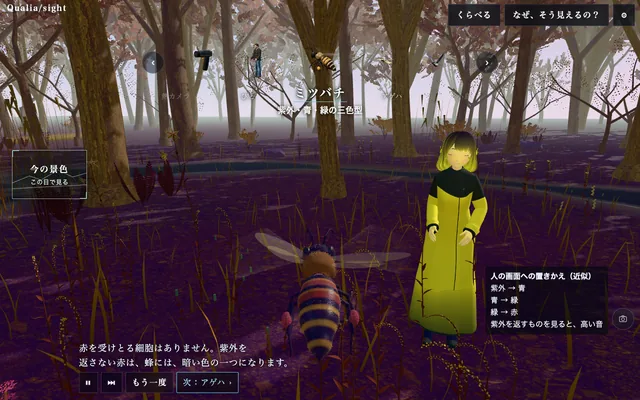 Qualia/sight
くらべる
なぜ、そう見えるの？
ミツバチ
紫外・青・緑の三色型
今の景色
この目で見る
人の画面への置きかえ（近似）
紫外 → 青
青 → 緑
緑 → 赤
紫外を返すものを見ると、高い音
赤を受けとる細胞はありません。紫外を
返さない赤は、蜂には、暗い色の一つになります。
もう一度
次：アゲハ ›